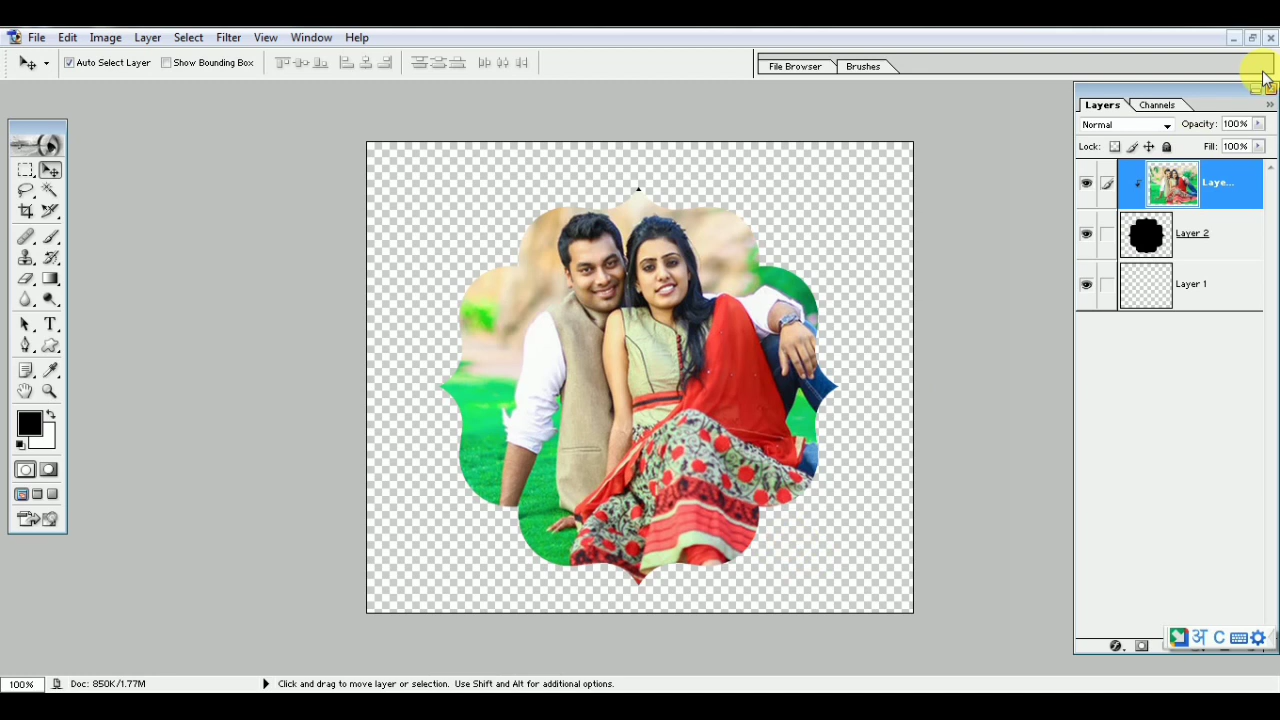 File Edit Image Layer Select Filter View Window Help
Auto Select Layer Show Bounding Box File Browser Brushes
Layers Channels
Normal Opacity: 100%
Lock: Fill: 100%
Laye...
Layer 2
Layer 1
T
अ C
100% Doc: 850K/1.77M Click and drag to move layer or selection. Use Shift and Alt for additional options.